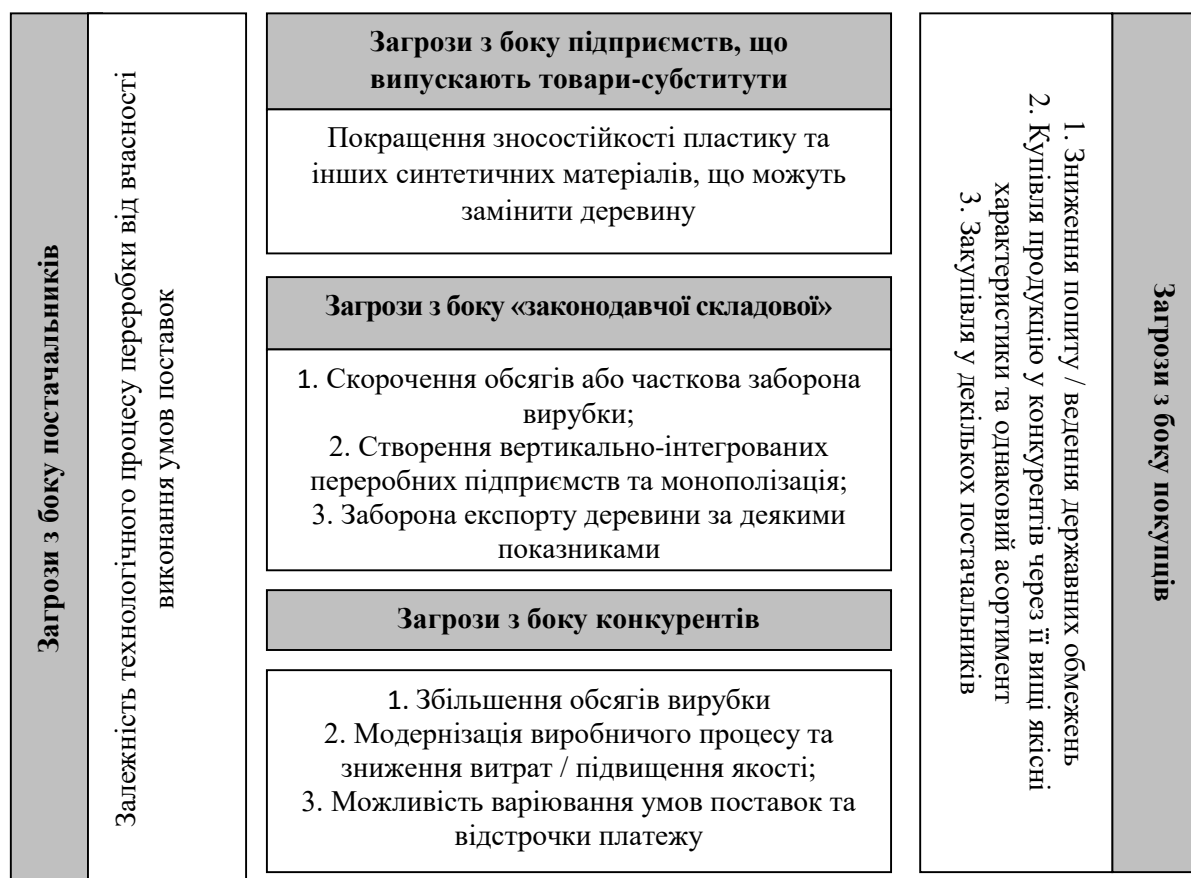 Загрози з боку постачальників
Залежність технологічного процесу переробки від вчасності
виконання умов поставок
Загрози з боку підприємств, що
випускають товари-субститути
Покращення зносостійкості пластику та
інших синтетичних матеріалів, що можуть
замінити деревину
Загрози з боку «законодавчої складової»
1. Скорочення обсягів або часткова заборона
вирубки;
2. Створення вертикально-інтегрованих
переробних підприємств та монополізація;
3. Заборона експорту деревини за деякими
показниками
Загрози з боку конкурентів
1. Збільшення обсягів вирубки
2. Модернізація виробничого процесу та
зниження витрат / підвищення якості;
3. Можливість варіювання умов поставок та
відстрочки платежу
1. Зниження попиту / ведення державних обмежень
2. Купівля продукцію у конкурентів через її вищі якісні
характеристики та однаковий асортимент
3. Закупівля у декількох постачальників
Загрози з боку покупців